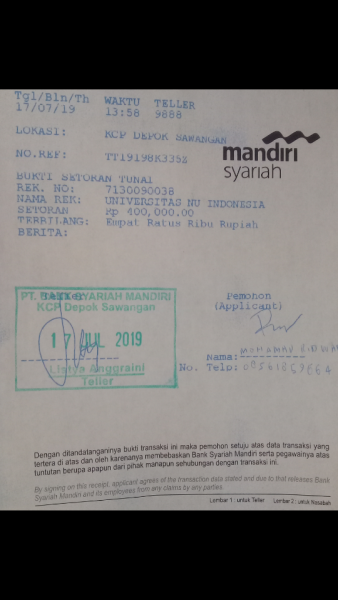 Tgl/Bln/Th WAKTU TELLER
17/07/19 13:58 9888
LOKASI: KCP DEPOK SAWANGAN
mandiri
syariah
NO.REF: TT19198K335S
BUKTI SETORAN TUNAI
REK. NO: 7130090038
NAMA REK: UNIVERSITAS NU INDONESIA
SETORAN Rp 400,000.00
TERBILANG: Empat Ratus Ribu Rupiah
BERITA:
Teller
PT. BANK SYARIAH MANDIRI
KCP Depok Sawangan
17 JUL 2019
Listya Anggraini
Teller
Pemohon
(Applicant)
Nama: MOHAMAD RIDWAN
No. Telp:
Dengan ditandatanganinya bukti transaksi ini maka pemohon setuju atas data transaksi yang
tertera di atas dan oleh karenanya membebaskan Bank Syariah Mandiri serta pegawainya atas
tuntutan berupa apapun dari pihak manapun sehubungan dengan transaksi ini.
By signing on this receipt, applicant agrees of the transaction data stated and due to that releases Bank
Syariah Mandiri and its employees from any claims by any parties.
Lembar 1 : untuk Teller Lembar 2 : untuk Nasabah